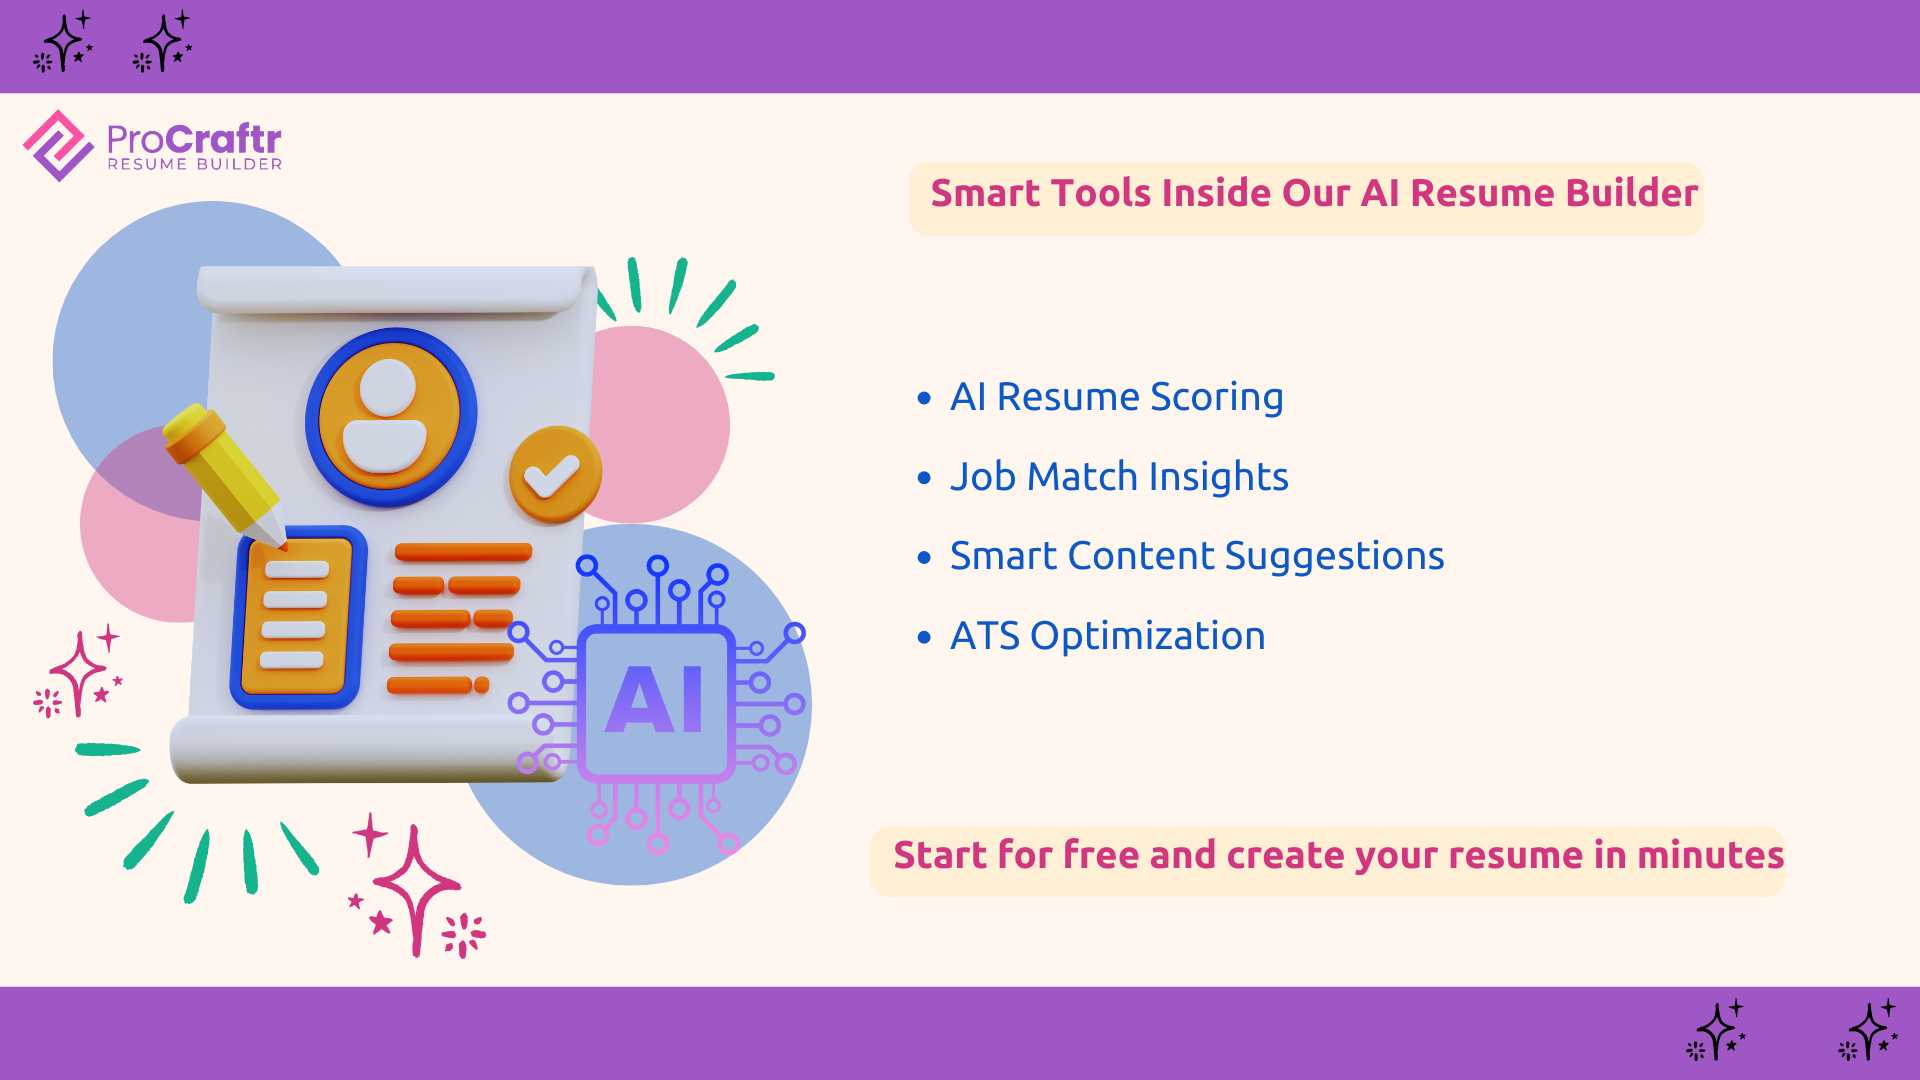 ProCraftr
RESUME BUILDER
Smart Tools Inside Our AI Resume Builder
• AI Resume Scoring
• Job Match Insights
• Smart Content Suggestions
• ATS Optimization
AI
Start for free and create your resume in minutes